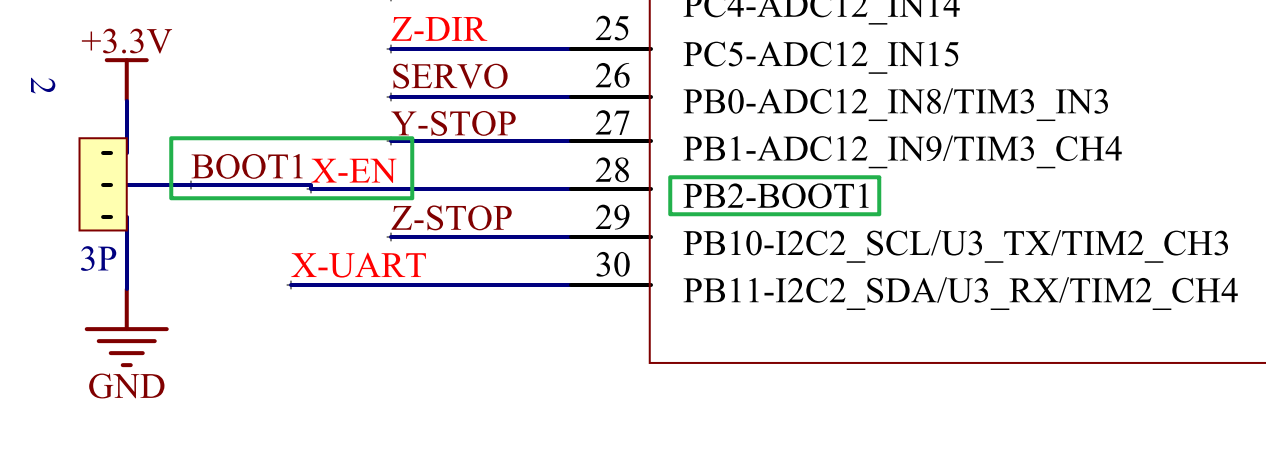 PC4-ADC12_IN14
Z-DIR 25 PC5-ADC12_IN15
+3.3V
2
SERVO 26 PB0-ADC12_IN8/TIM3_IN3
Y-STOP 27 PB1-ADC12_IN9/TIM3_CH4
BOOT1 X-EN 28 PB2-BOOT1
Z-STOP 29 PB10-I2C2_SCL/U3_TX/TIM2_CH3
3P
X-UART 30 PB11-I2C2_SDA/U3_RX/TIM2_CH4
GND